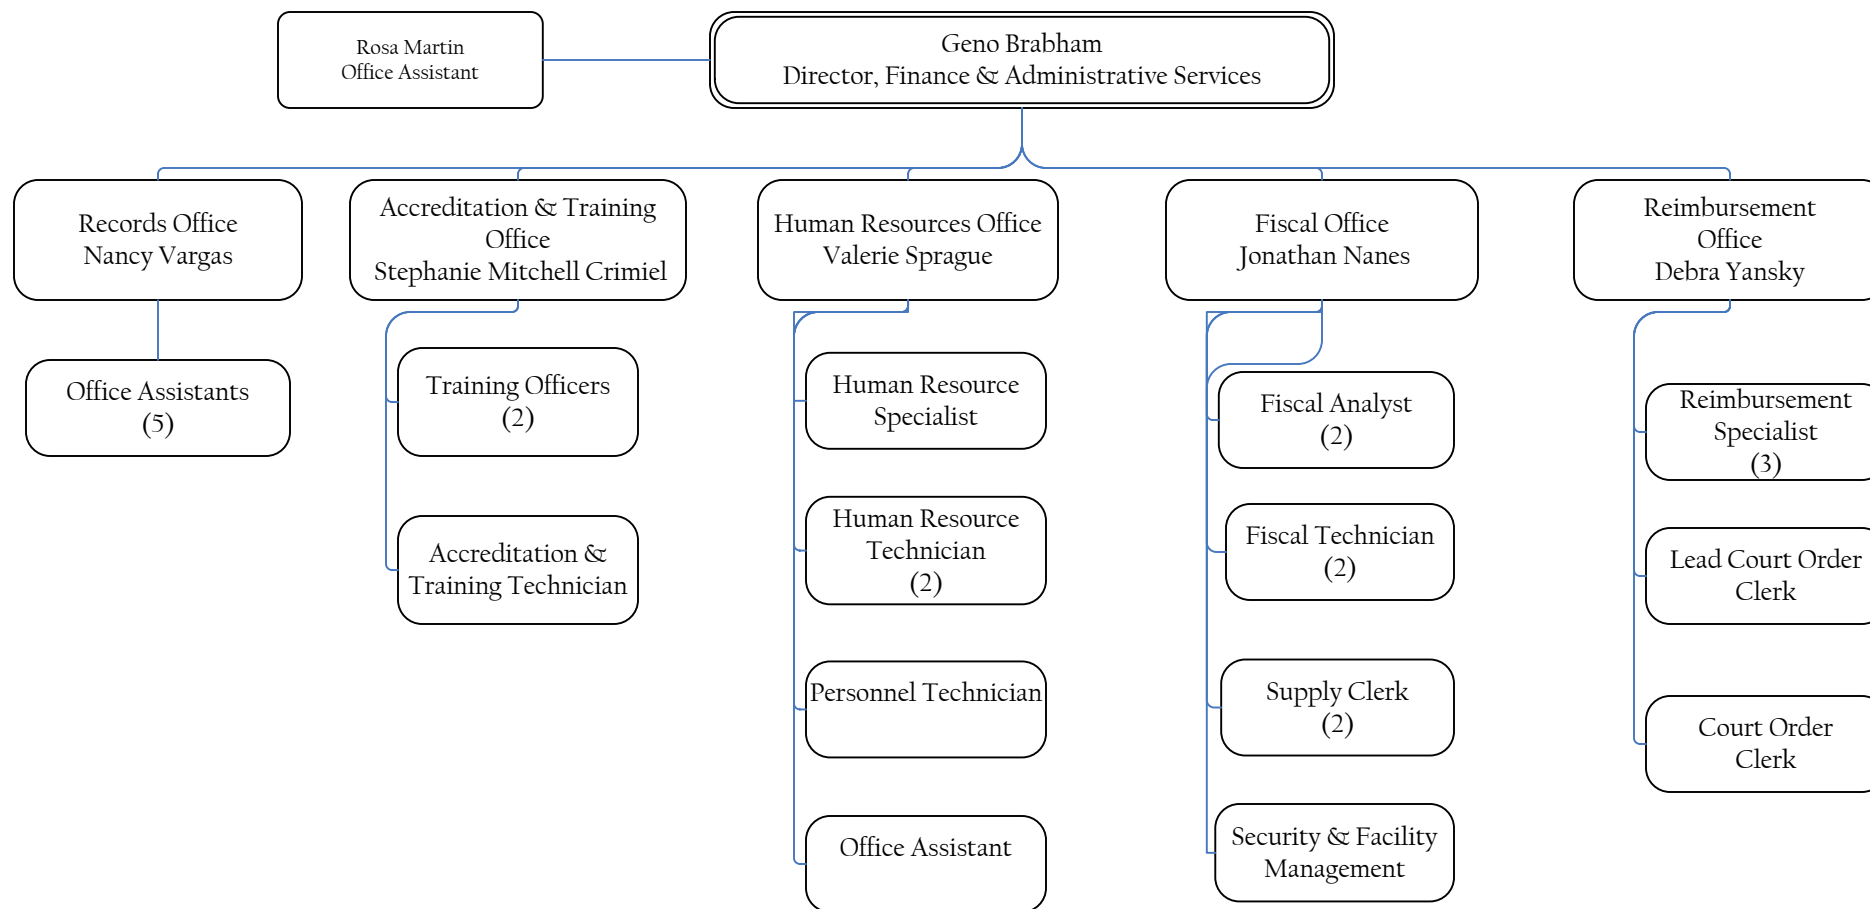 Rosa Martin
Office Assistant
Geno Brabham
Director, Finance & Administrative Services
Records Office
Nancy Vargas
Accreditation & Training
Office
Stephanie Mitchell Crimiel
Human Resources Office
Valerie Sprague
Fiscal Office
Jonathan Nanes
Reimbursement
Office
Debra Yansky
Office Assistants
(5)
Training Officers
(2)
Accreditation &
Training Technician
Human Resource
Specialist
Human Resource
Technician
(2)
Personnel Technician
Office Assistant
Fiscal Analyst
(2)
Fiscal Technician
(2)
Supply Clerk
(2)
Security & Facility
Management
Reimbursement
Specialist
(3)
Lead Court Order
Clerk
Court Order
Clerk